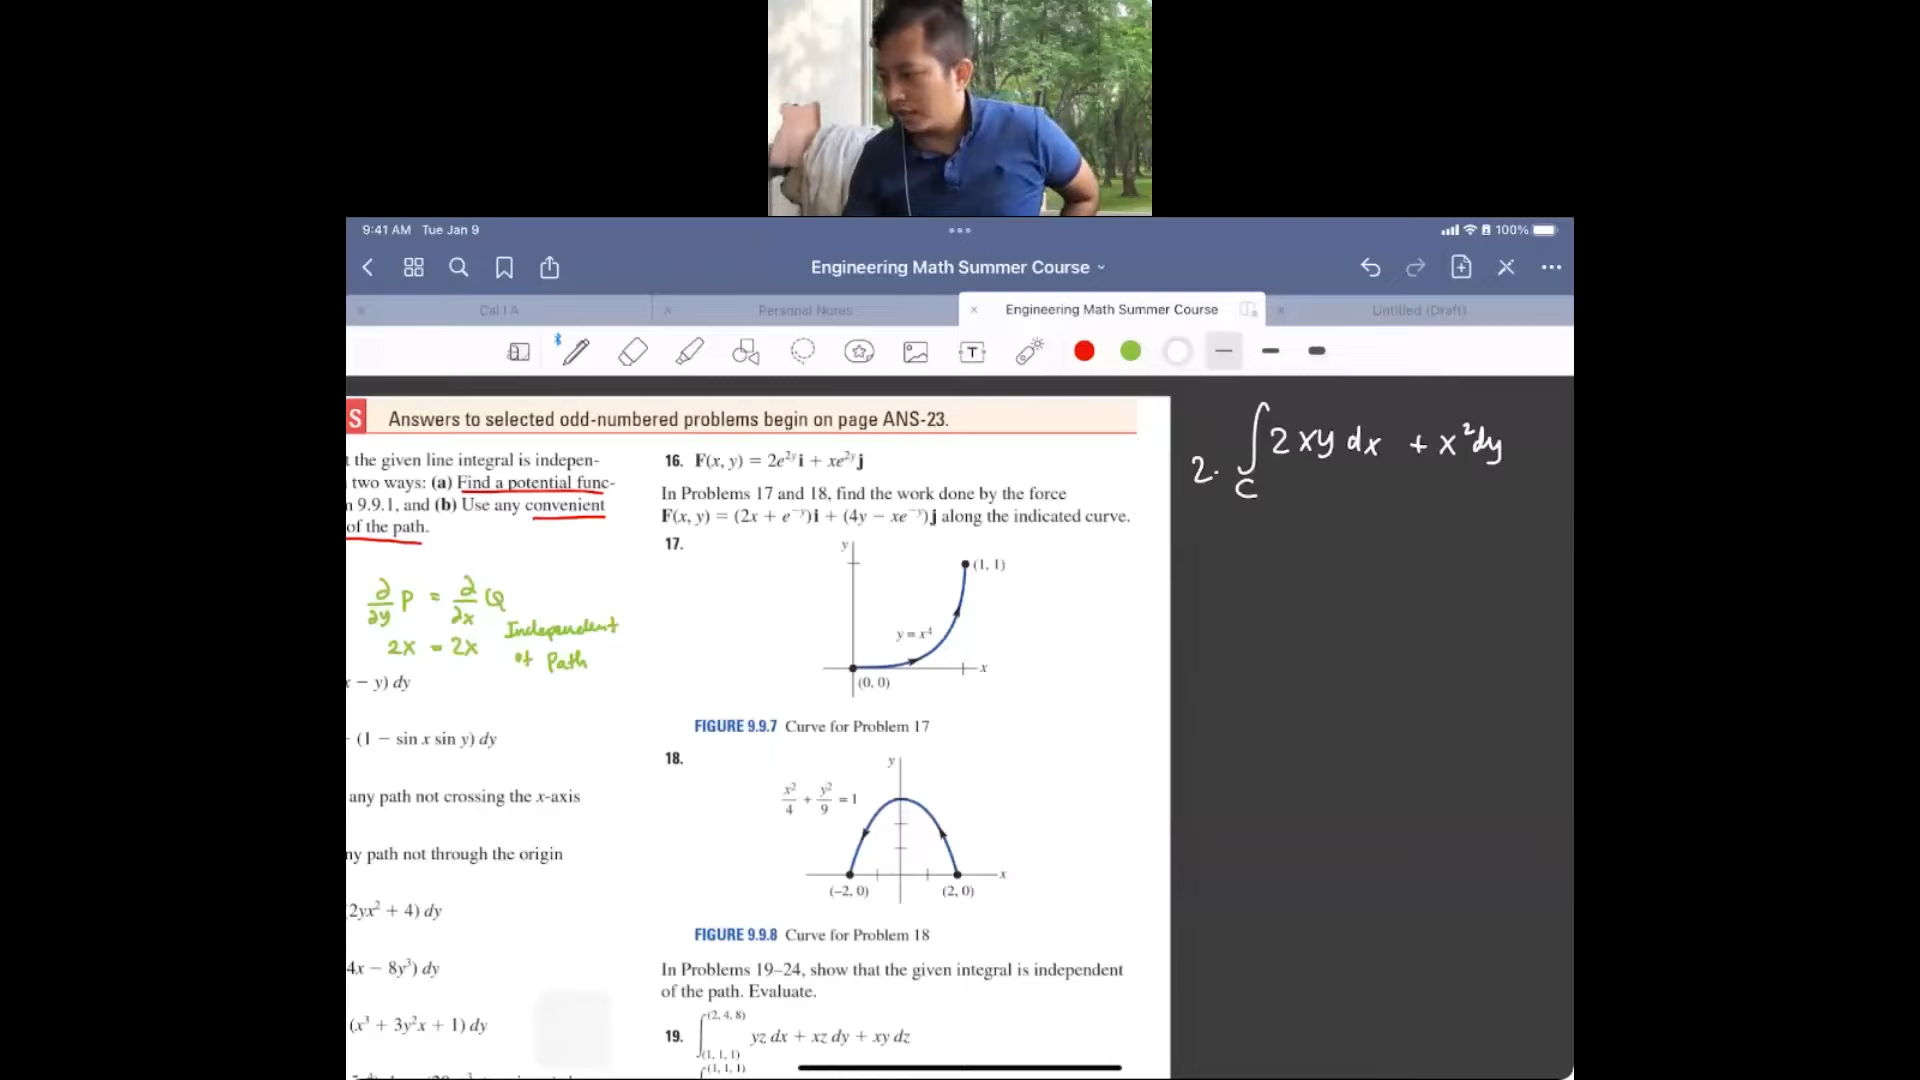 9:41 AM Tue Jan 9
100%
Engineering Math Summer Course
Cal I A
Personal Notes
Engineering Math Summer Course
Untitled (Draft)
T
S Answers to selected odd-numbered problems begin on page ANS-23.
t the given line integral is indepen-
two ways: (a) Find a potential func-
9.9.1, and (b) Use any convenient
of the path.
∂/∂y P = ∂/∂x Q
2x = 2x Independent of Path
− y) dy
(1 − sin x sin y) dy
any path not crossing the x-axis
ny path not through the origin
2yx² + 4) dy
4x − 8y³) dy
(x³ + 3y²x + 1) dy
16. F(x, y) = 2e²ʸi + xe²ʸj
In Problems 17 and 18, find the work done by the force
F(x, y) = (2x + e⁻ʸ)i + (4y − xe⁻ʸ)j along the indicated curve.
17.
y
(1, 1)
y = x⁴
x
(0, 0)
FIGURE 9.9.7 Curve for Problem 17
18.
y
x²/4 + y²/9 = 1
x
(−2, 0)
(2, 0)
FIGURE 9.9.8 Curve for Problem 18
In Problems 19–24, show that the given integral is independent
of the path. Evaluate.
19. ∫ (1, 1, 1) (2, 4, 8) yz dx + xz dy + xy dz
(1, 1, 1)
2. ∫c 2xy dx + x²dy